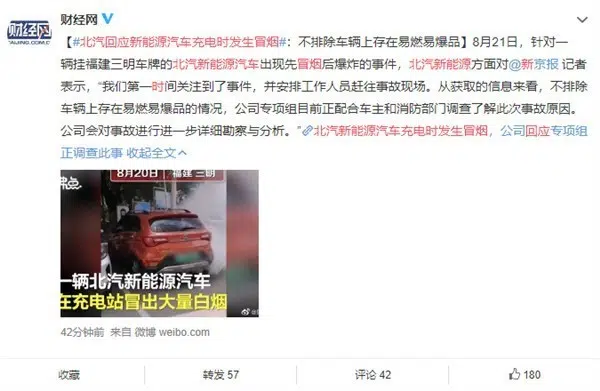 财经网
财经网
AIJING.COM.C
【#北汽回应新能源汽车充电时发生冒烟#：不排除车辆上存在易燃易爆品】8月21日，针对一
辆挂福建三明车牌的北汽新能源汽车出现先冒烟后爆炸的事件，北汽新能源方面对@新京报 记者
表示，“我们第一时间关注到了事件，并安排工作人员赶往事故现场。从获取的信息来看，不排除
车辆上存在易燃易爆品的情况，公司专项组目前正配合车主和消防部门调查了解此次事故原因。
公司会对事故进行进一步详细勘察与分析。”北汽新能源汽车充电时发生冒烟，公司回应专项组
正调查此事 收起全文
8月20日 福建 三明
一辆北汽新能源汽车
在充电站冒出大量白烟
42分钟前 来自 微博 weibo.com
收藏 转发 57 评论 42 180